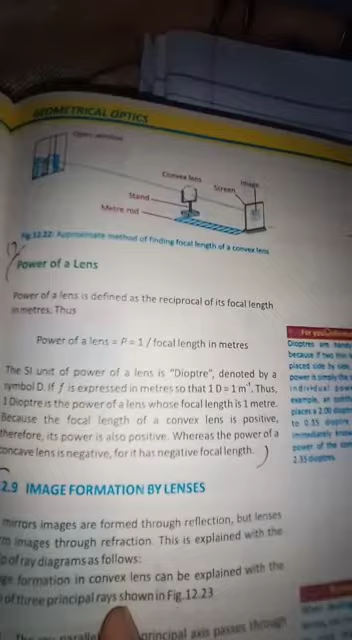 GEOMETRICAL OPTICS
Open window
Convex lens
Image
Screen
Stand
Metre rod
Fig 12.22: Approximate method of finding focal length of a convex lens
Power of a Lens
Power of a lens is defined as the reciprocal of its focal length
in metres. Thus
Power of a lens = P = 1 / focal length in metres
The SI unit of power of a lens is "Dioptre", denoted by a
symbol D. If f is expressed in metres so that 1 D = 1 m⁻¹. Thus,
1 Dioptre is the power of a lens whose focal length is 1 metre.
Because the focal length of a convex lens is positive,
therefore, its power is also positive. Whereas the power of a
concave lens is negative, for it has negative focal length.
For your
Dioptres are
because if two thin
placed side by side,
power is simply the
individual
example, an
places a 2.00
to 0.35 dioptre
immediately
power of the
2.35 dioptres.
2.9 IMAGE FORMATION BY LENSES
mirrors images are formed through reflection, but lenses
images through refraction. This is explained with the
of ray diagrams as follows:
formation in convex lens can be explained with the
of three principal rays shown in Fig.12.23
principal axis passes through